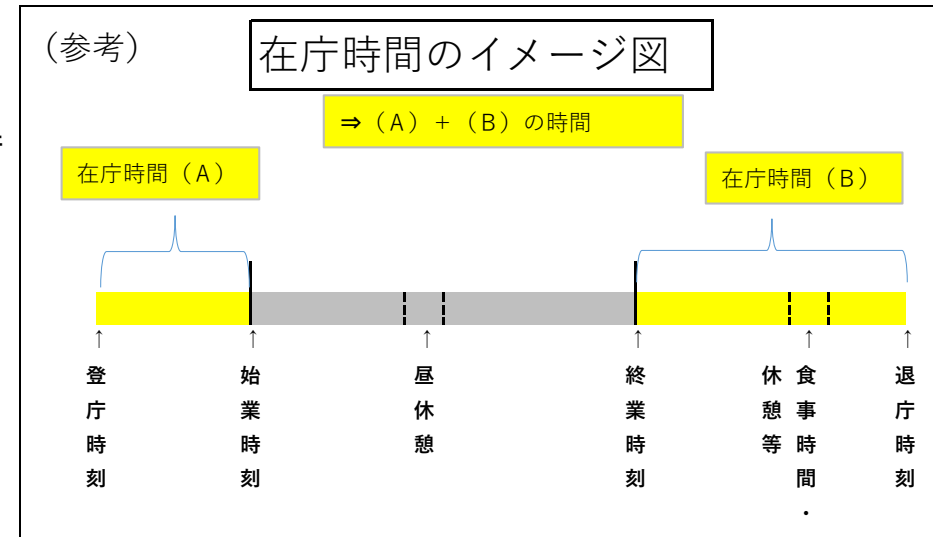 （参考）
在庁時間のイメージ図
⇒（A）＋（B）の時間
在庁時間（A）
在庁時間（B）
↑
↑
↑
↑
↑
↑
登庁時刻
始業時刻
昼休憩
終業時刻
食事時間・
休憩等
退庁時刻